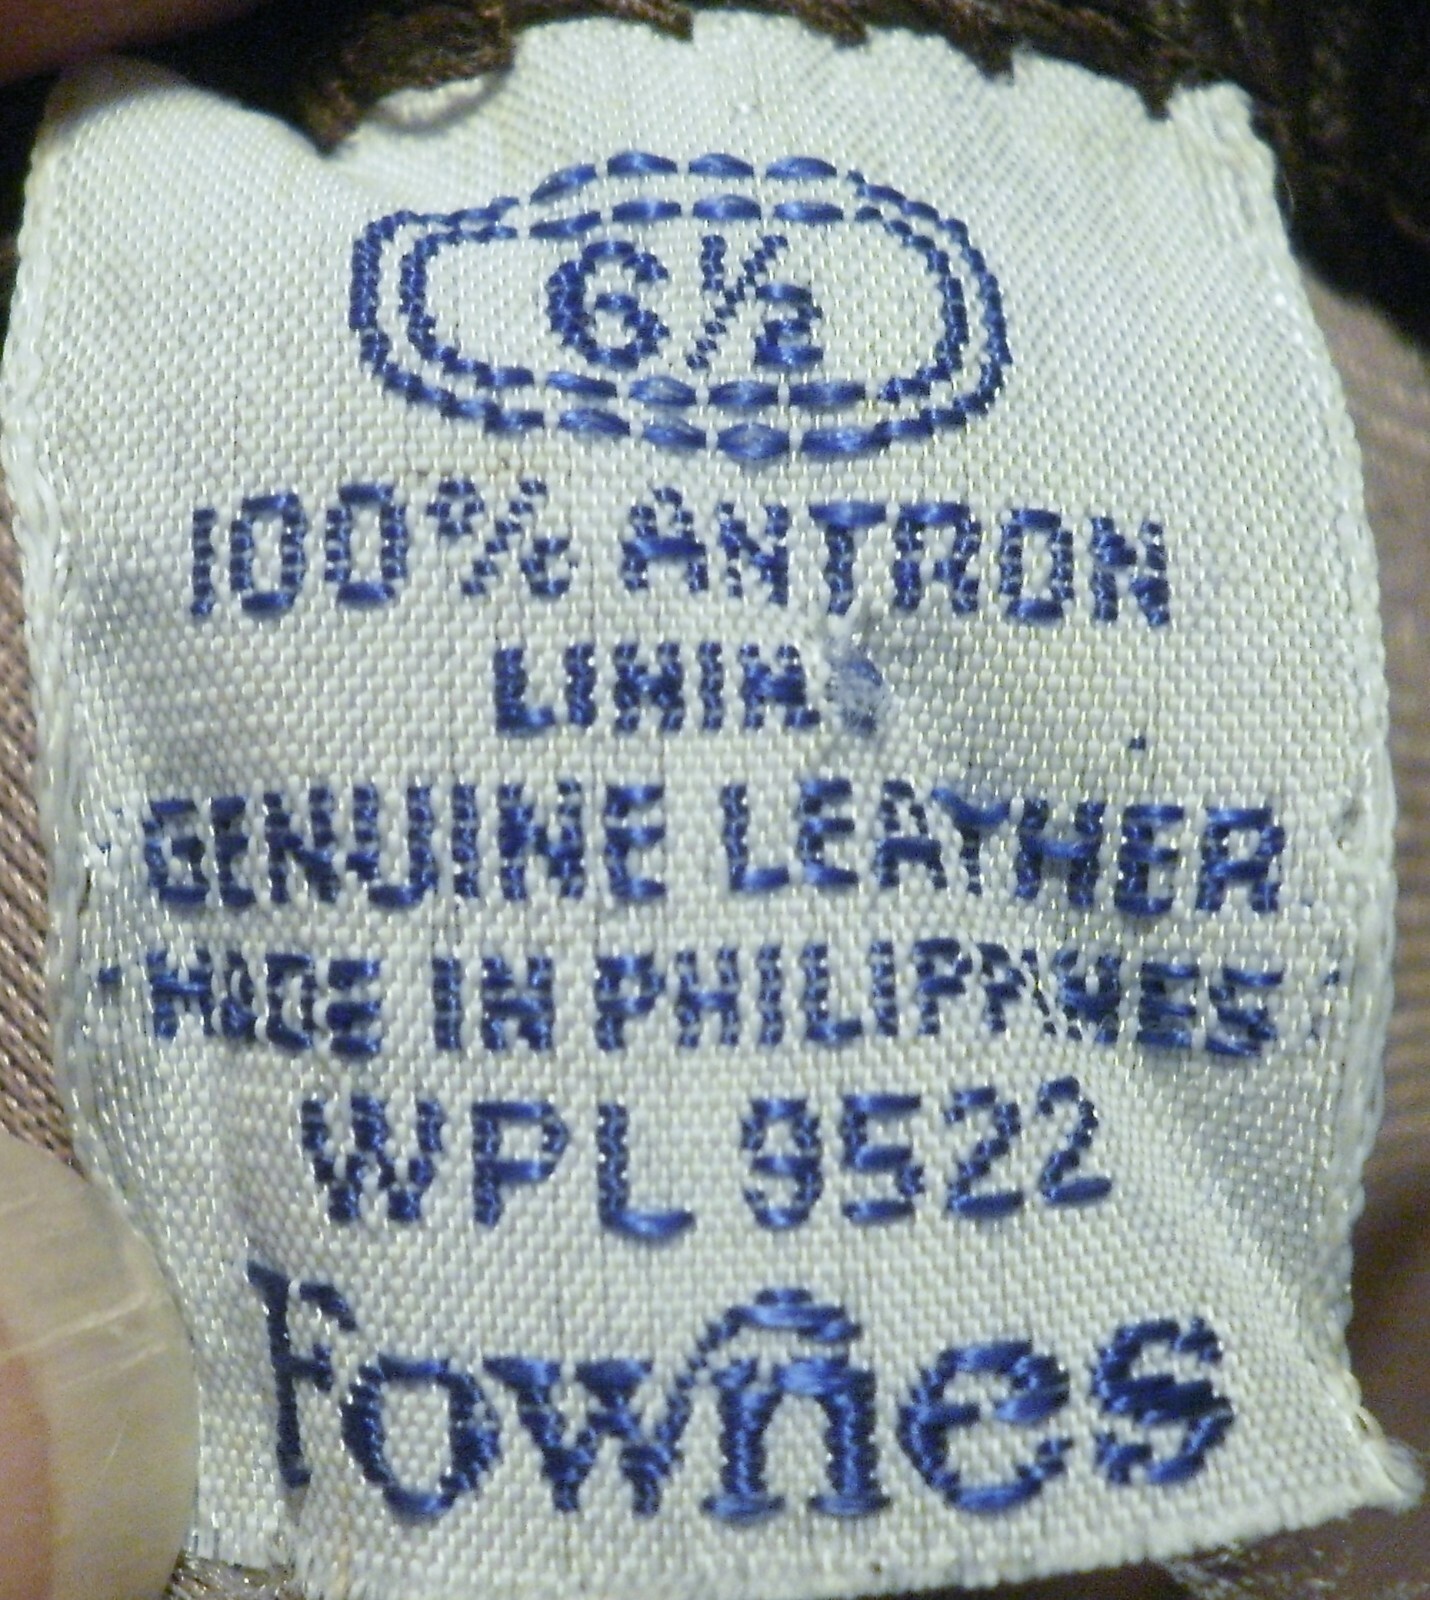 6½
100% ANTRON
LINING
GENUINE LEATHER
MADE IN PHILIPPINES
WPL 9522
Fownes